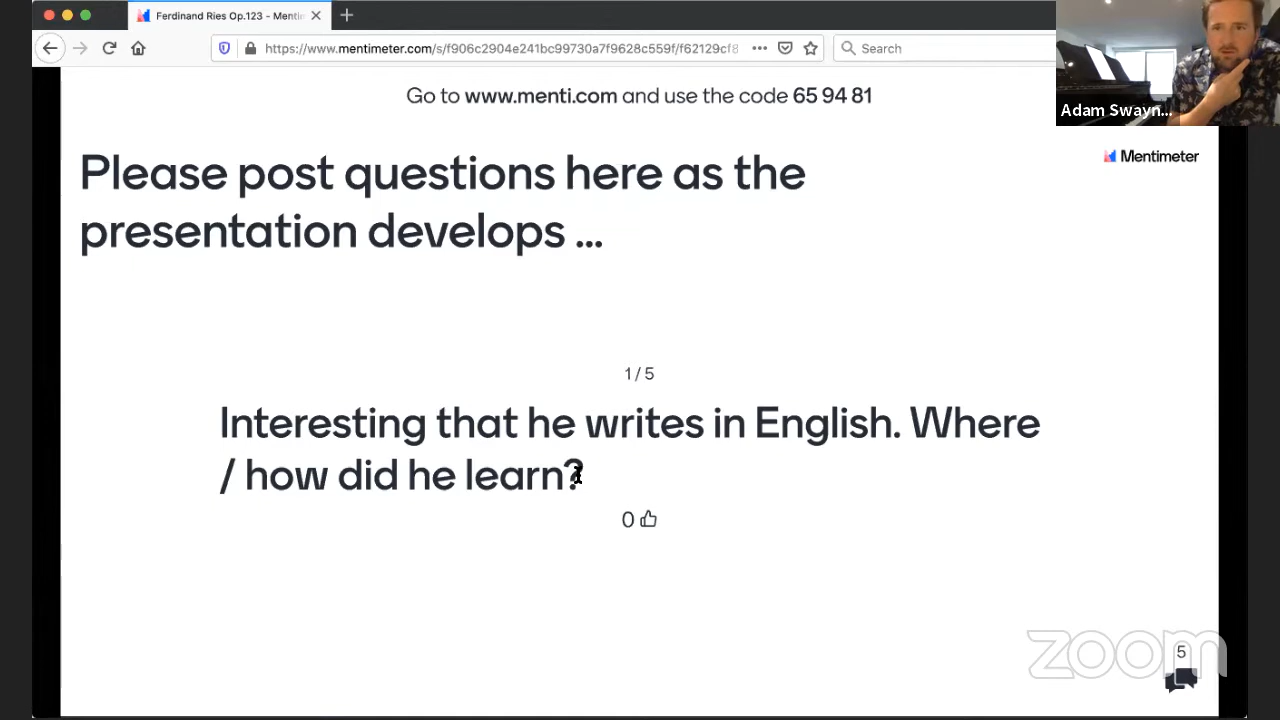 Ferdinand Ries Op.123 - Menti
https://www.mentimeter.com/s/f906c2904e241bc99730a7f9628c559f/f62129cf8
Search
Adam Swayn...
Go to www.menti.com and use the code 65 94 81
Mentimeter
Please post questions here as the
presentation develops ...
1 / 5
Interesting that he writes in English. Where
/ how did he learn?
0
zoom
5